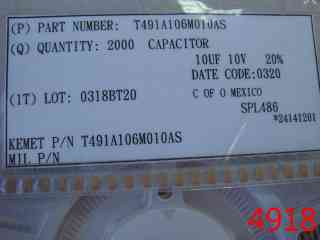 (P) PART NUMBER: T491A106M010AS
(Q) QUANTITY: 2000 CAPACITOR
10UF 10V 20%
DATE CODE:0320
(1T) LOT: 0318BT20
C OF O MEXICO
SPL486
*24141201
KEMET P/N T491A106M010AS
MIL P/N
4918